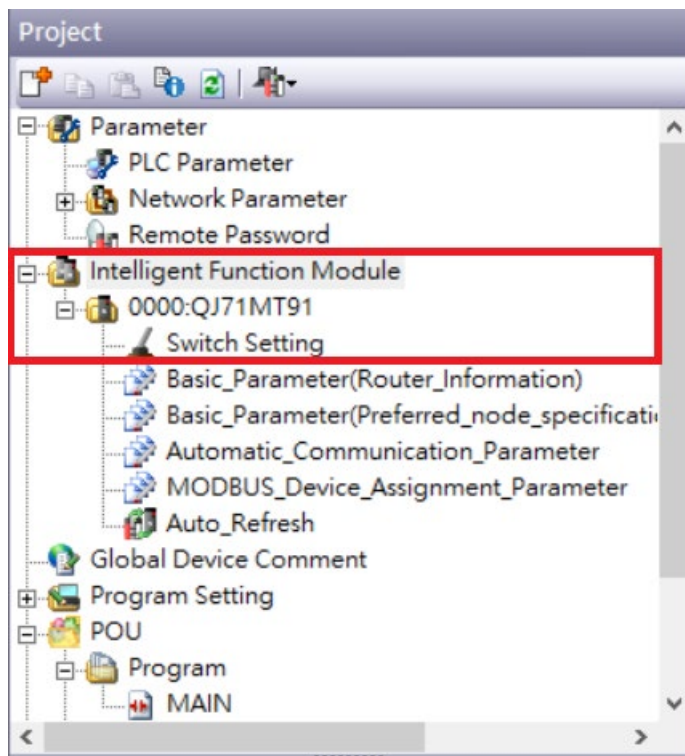 Project
Parameter
PLC Parameter
Network Parameter
Remote Password
Intelligent Function Module
0000:QJ71MT91
Switch Setting
Basic_Parameter(Router_Information)
Basic_Parameter(Preferred_node_specificati
Automatic_Communication_Parameter
MODBUS_Device_Assignment_Parameter
Auto_Refresh
Global Device Comment
Program Setting
POU
Program
MAIN